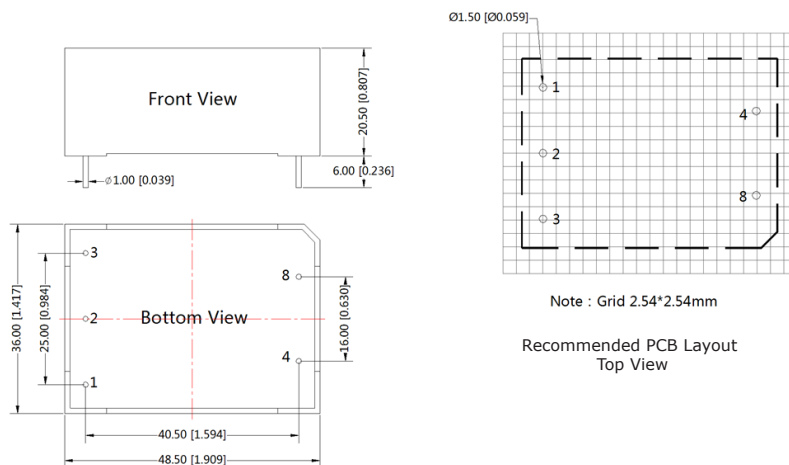 Front View
20.50 [0.807]
6.00 [0.236]
Ø1.00 [0.039]
3
8
2
Bottom View
4
1
36.00 [1.417]
25.00 [0.984]
16.00 [0.630]
40.50 [1.594]
48.50 [1.909]
Ø1.50 [Ø0.059]
1
4
2
8
3
Note : Grid 2.54*2.54mm
Recommended PCB Layout
Top View